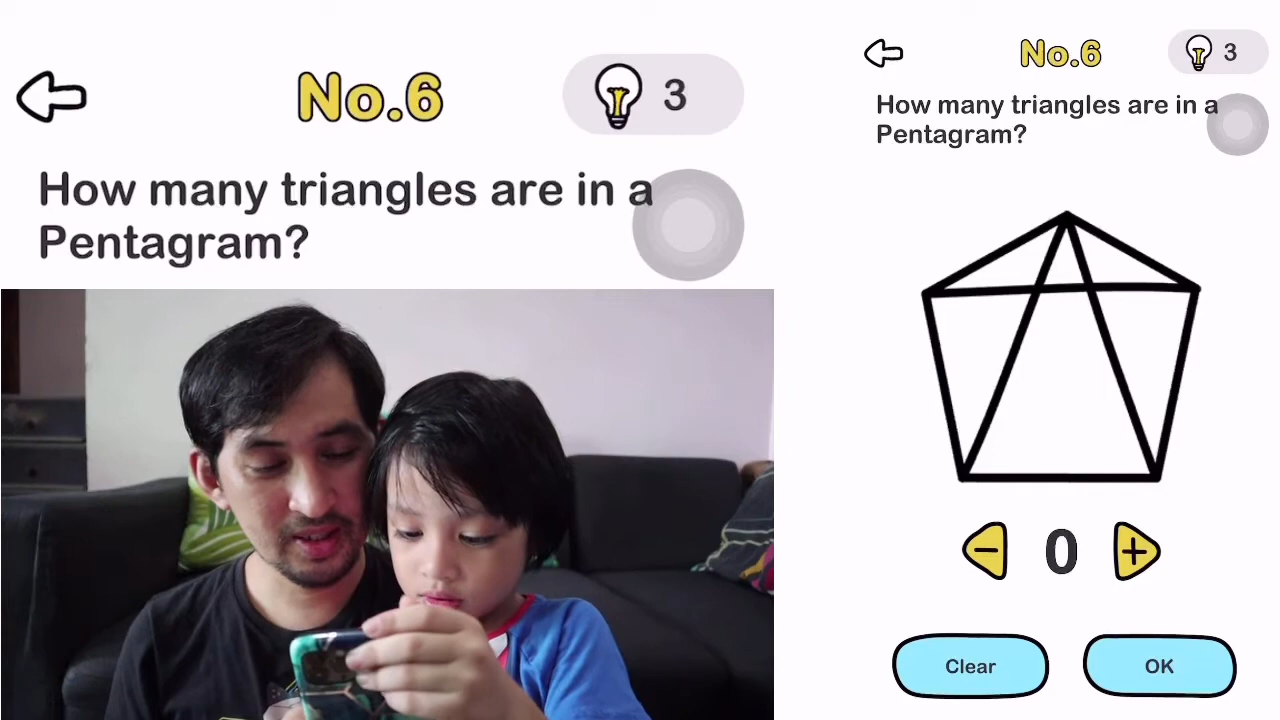 No.6
3
How many triangles are in a
Pentagram?
No.6
3
How many triangles are in a
Pentagram?
0
Clear
OK